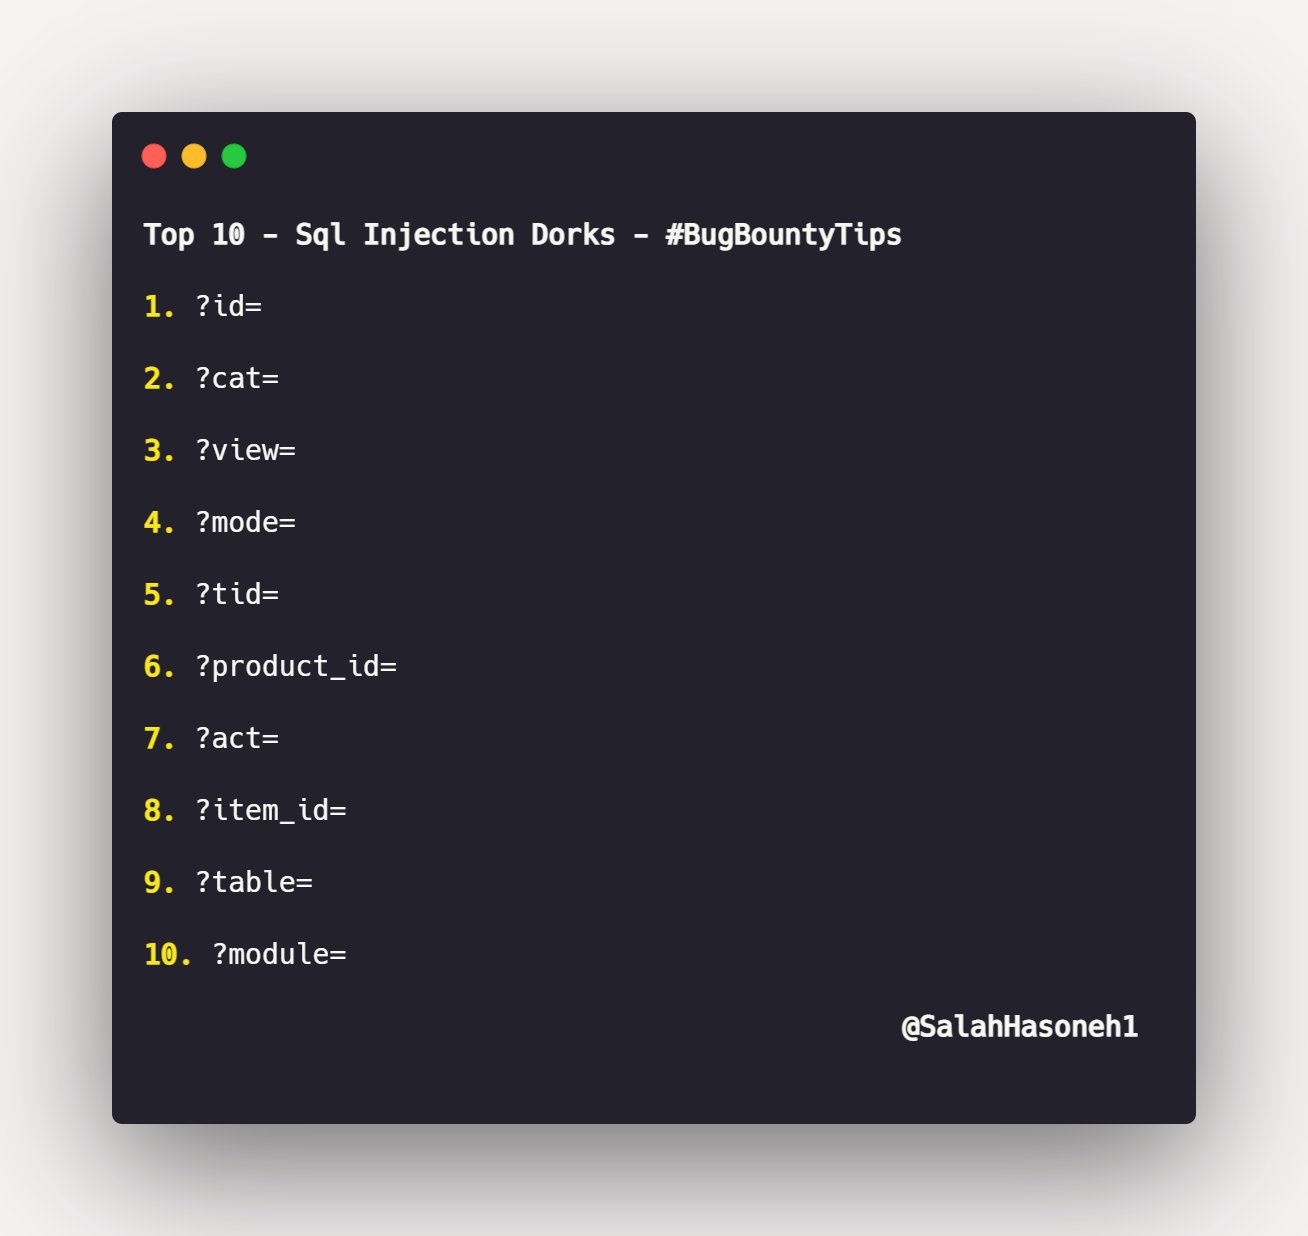 Top 10 - Sql Injection Dorks - #BugBountyTips
1. ?id=
2. ?cat=
3. ?view=
4. ?mode=
5. ?tid=
6. ?product_id=
7. ?act=
8. ?item_id=
9. ?table=
10. ?module=
@SalahHasoneh1